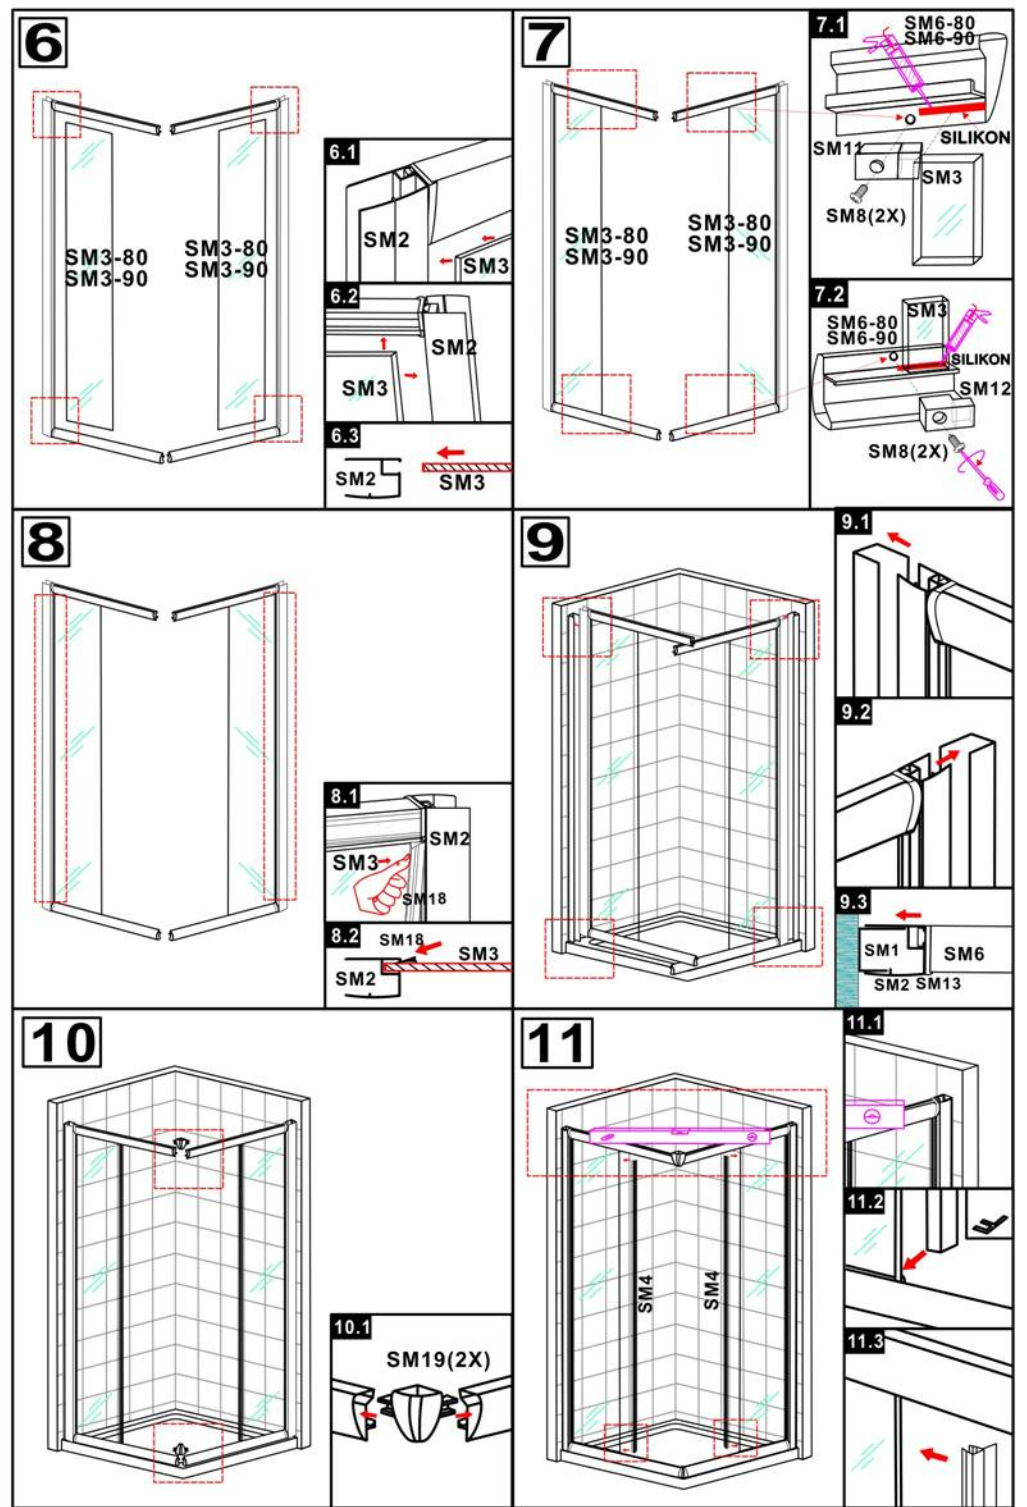 6
SM3-80
SM3-90
SM3-80
SM3-90
6.1
SM2
SM3
6.2
SM2
SM3
6.3
SM2
SM3
7
SM3-80
SM3-90
SM3-80
SM3-90
7.1
SM6-80
SM6-90
SILIKON
SM11
SM3
SM8(2X)
7.2
SM3
SM6-80
SM6-90
SILIKON
SM12
SM8(2X)
8
8.1
SM2
SM3
SM18
8.2
SM18
SM3
SM2
9
9.1
9.2
9.3
SM1
SM6
SM2 SM13
10
10.1
SM19(2X)
11
SM4
SM4
11.1
11.2
11.3